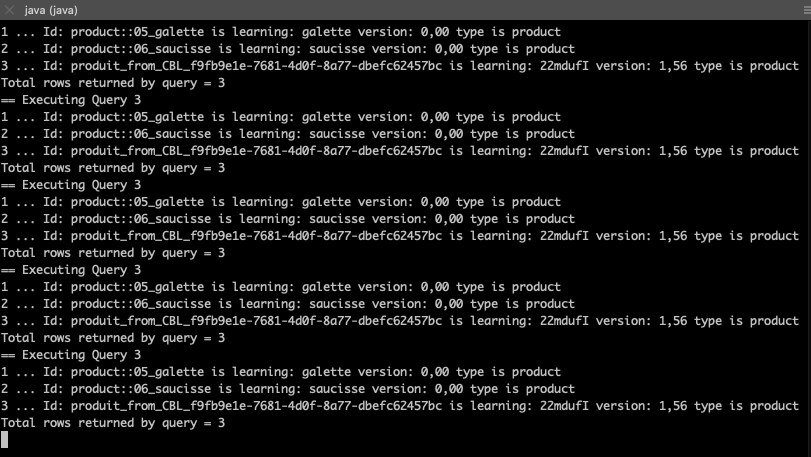 java (java)
1 ... Id: product::05_galette is learning: galette version: 0,00 type is product
2 ... Id: product::06_saucisse is learning: saucisse version: 0,00 type is product
3 ... Id: produit_from_CBL_f9fb9e1e-7681-4d0f-8a77-dbefc62457bc is learning: 22mdufI version: 1,56 type is product
Total rows returned by query = 3
== Executing Query 3
1 ... Id: product::05_galette is learning: galette version: 0,00 type is product
2 ... Id: product::06_saucisse is learning: saucisse version: 0,00 type is product
3 ... Id: produit_from_CBL_f9fb9e1e-7681-4d0f-8a77-dbefc62457bc is learning: 22mdufI version: 1,56 type is product
Total rows returned by query = 3
== Executing Query 3
1 ... Id: product::05_galette is learning: galette version: 0,00 type is product
2 ... Id: product::06_saucisse is learning: saucisse version: 0,00 type is product
3 ... Id: produit_from_CBL_f9fb9e1e-7681-4d0f-8a77-dbefc62457bc is learning: 22mdufI version: 1,56 type is product
Total rows returned by query = 3
== Executing Query 3
1 ... Id: product::05_galette is learning: galette version: 0,00 type is product
2 ... Id: product::06_saucisse is learning: saucisse version: 0,00 type is product
3 ... Id: produit_from_CBL_f9fb9e1e-7681-4d0f-8a77-dbefc62457bc is learning: 22mdufI version: 1,56 type is product
Total rows returned by query = 3
== Executing Query 3
1 ... Id: product::05_galette is learning: galette version: 0,00 type is product
2 ... Id: product::06_saucisse is learning: saucisse version: 0,00 type is product
3 ... Id: produit_from_CBL_f9fb9e1e-7681-4d0f-8a77-dbefc62457bc is learning: 22mdufI version: 1,56 type is product
Total rows returned by query = 3